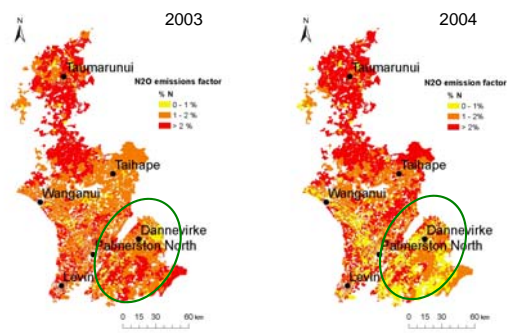 2003
N
Taumarunui
N2O emissions factor
% N
0 - 1 %
1 - 2 %
> 2 %
Taihape
Wanganui
Dannevirke
Palmerston North
Levin
0 15 30 60 km
2004
N
Taumarunui
N2O emissions factor
% N
0 - 1%
1 - 2%
> 2%
Taihape
Wanganui
Dannevirke
Palmerston North
Levin
0 15 30 60 km